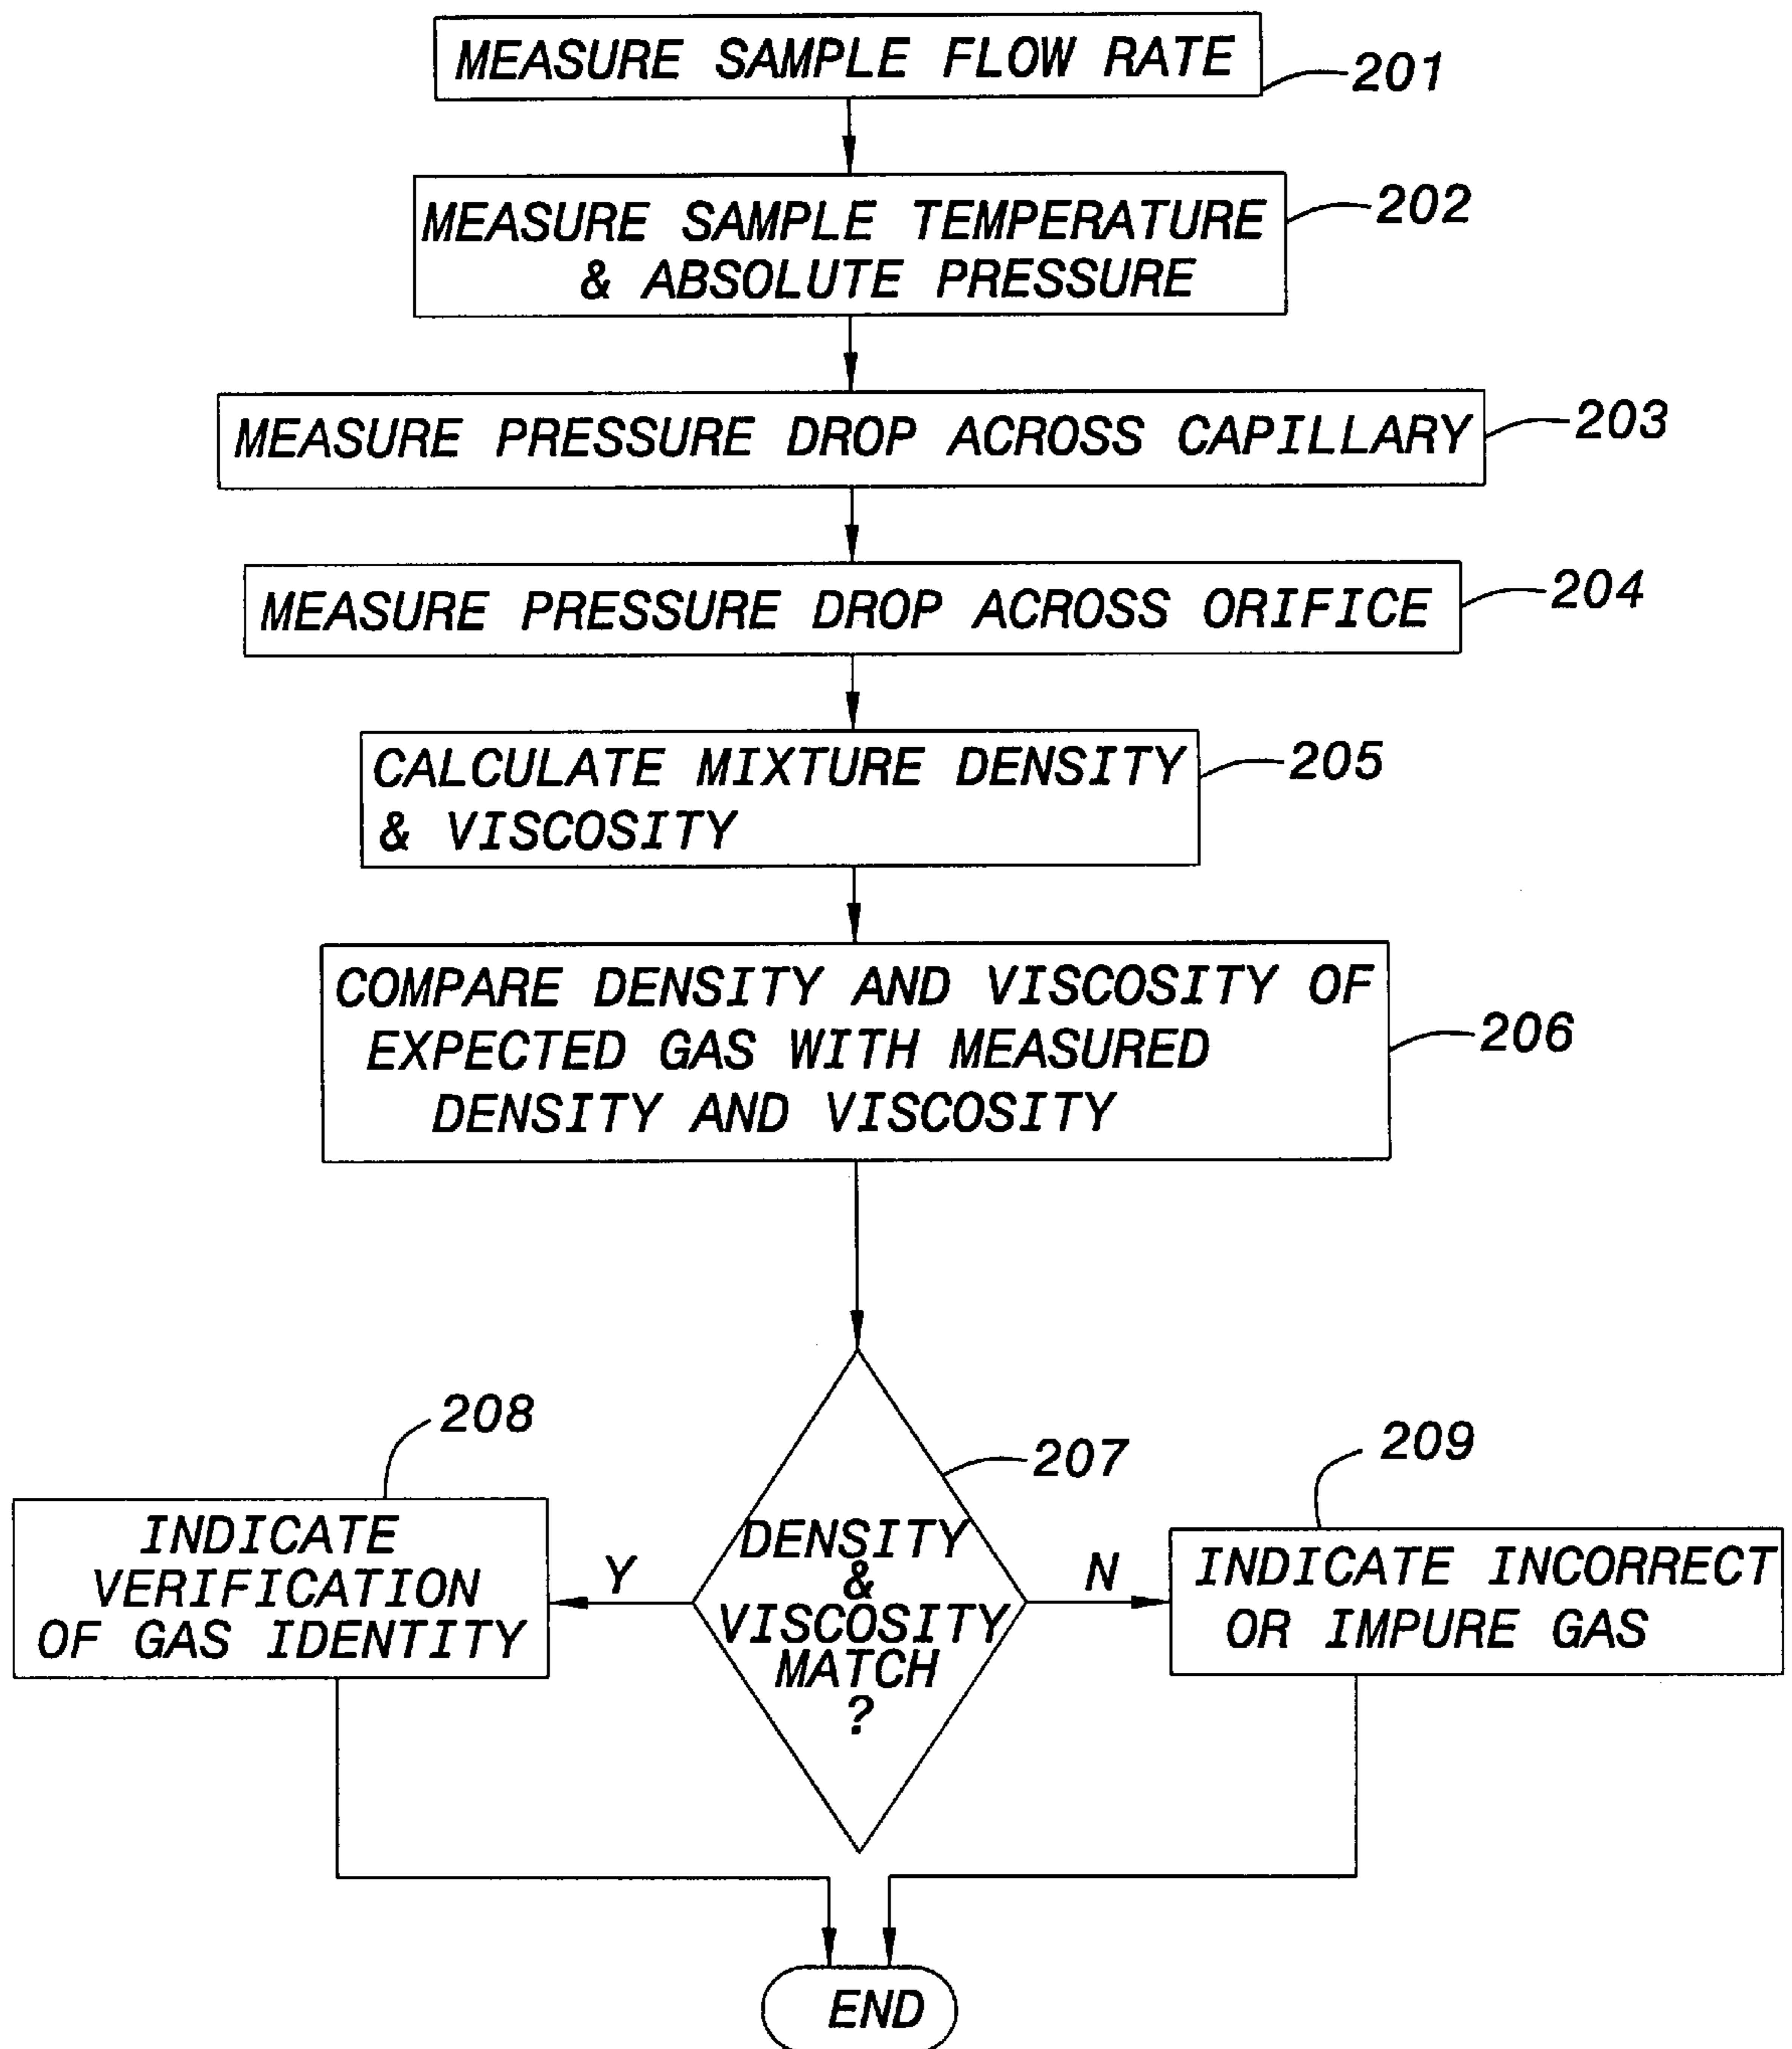 MEASURE SAMPLE FLOW RATE
201
MEASURE SAMPLE TEMPERATURE
& ABSOLUTE PRESSURE
202
MEASURE PRESSURE DROP ACROSS CAPILLARY
203
MEASURE PRESSURE DROP ACROSS ORIFICE
204
CALCULATE MIXTURE DENSITY
& VISCOSITY
205
COMPARE DENSITY AND VISCOSITY OF
EXPECTED GAS WITH MEASURED
DENSITY AND VISCOSITY
206
207
DENSITY
&
VISCOSITY
MATCH
?
Y
208
INDICATE
VERIFICATION
OF GAS IDENTITY
N
209
INDICATE INCORRECT
OR IMPURE GAS
END